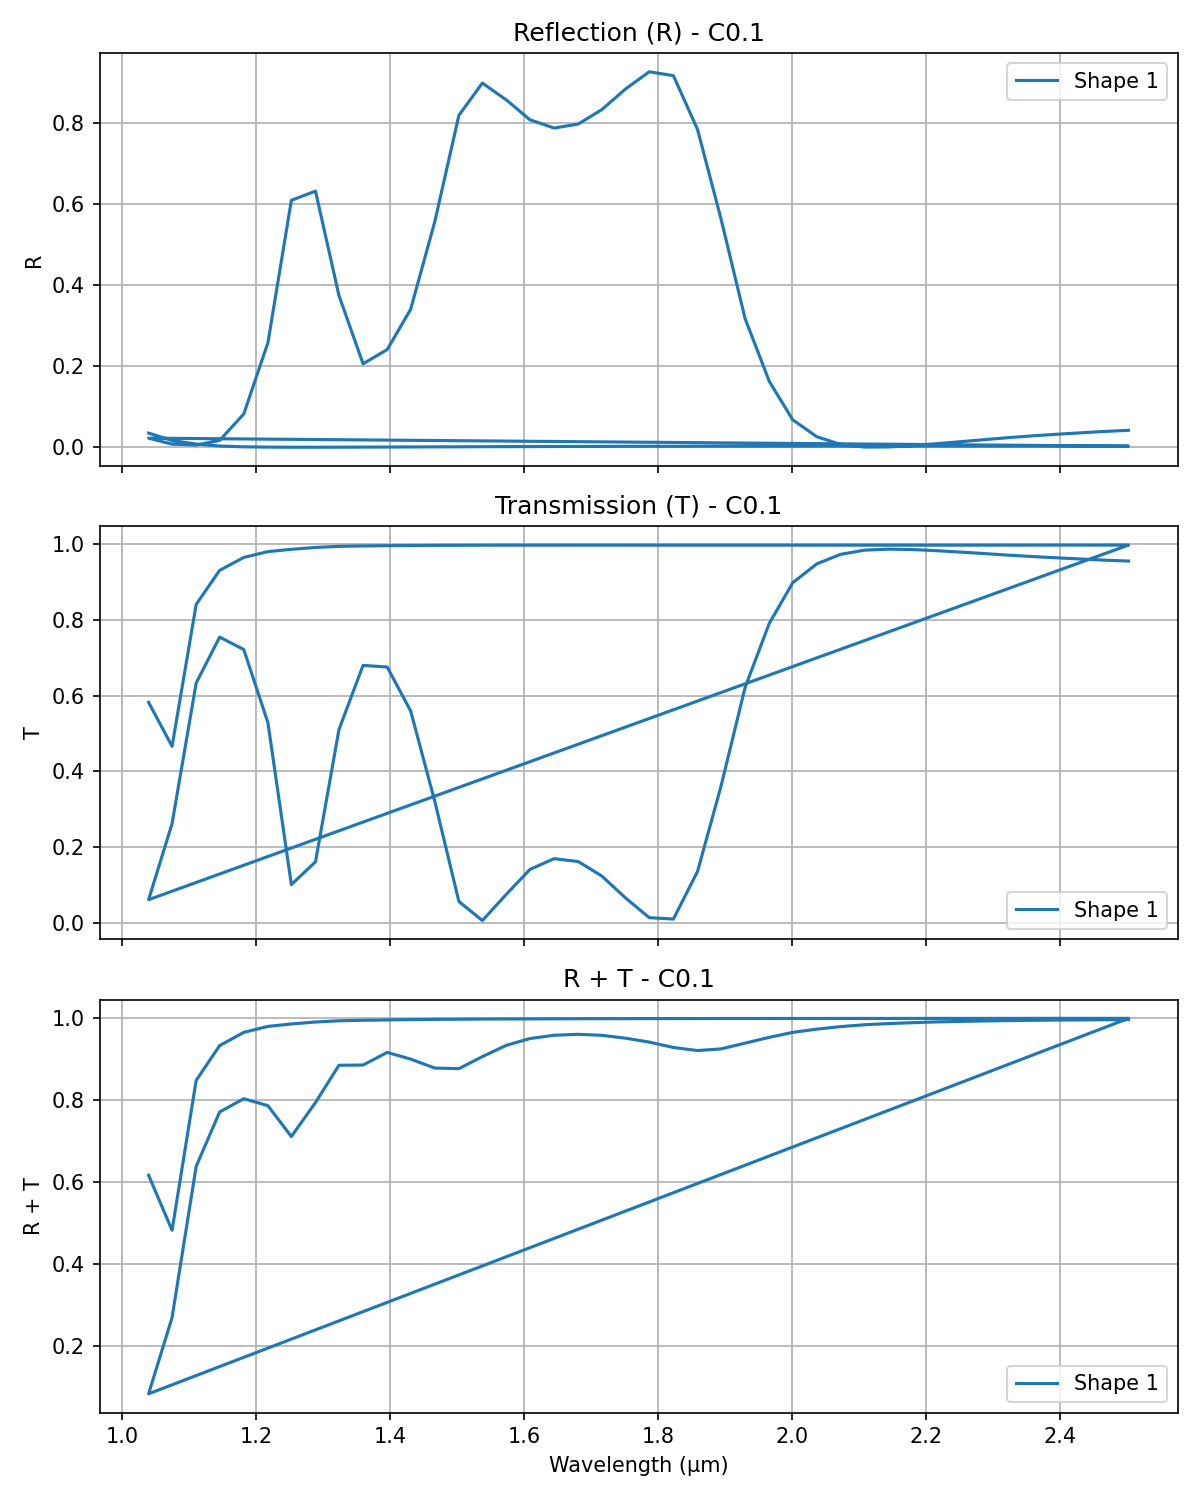 Reflection (R) - C0.1
Shape 1
R
0.8
0.6
0.4
0.2
0.0
Transmission (T) - C0.1
T
1.0
0.8
0.6
0.4
0.2
0.0
Shape 1
R + T - C0.1
R + T
1.0
0.8
0.6
0.4
0.2
Shape 1
1.0 1.2 1.4 1.6 1.8 2.0 2.2 2.4
Wavelength (μm)